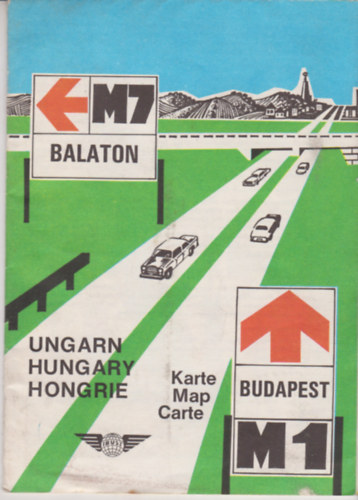 M7
BALATON
UNGARN
HUNGARY
HONGRIE
Karte
Map
Carte
BUDAPEST
M1